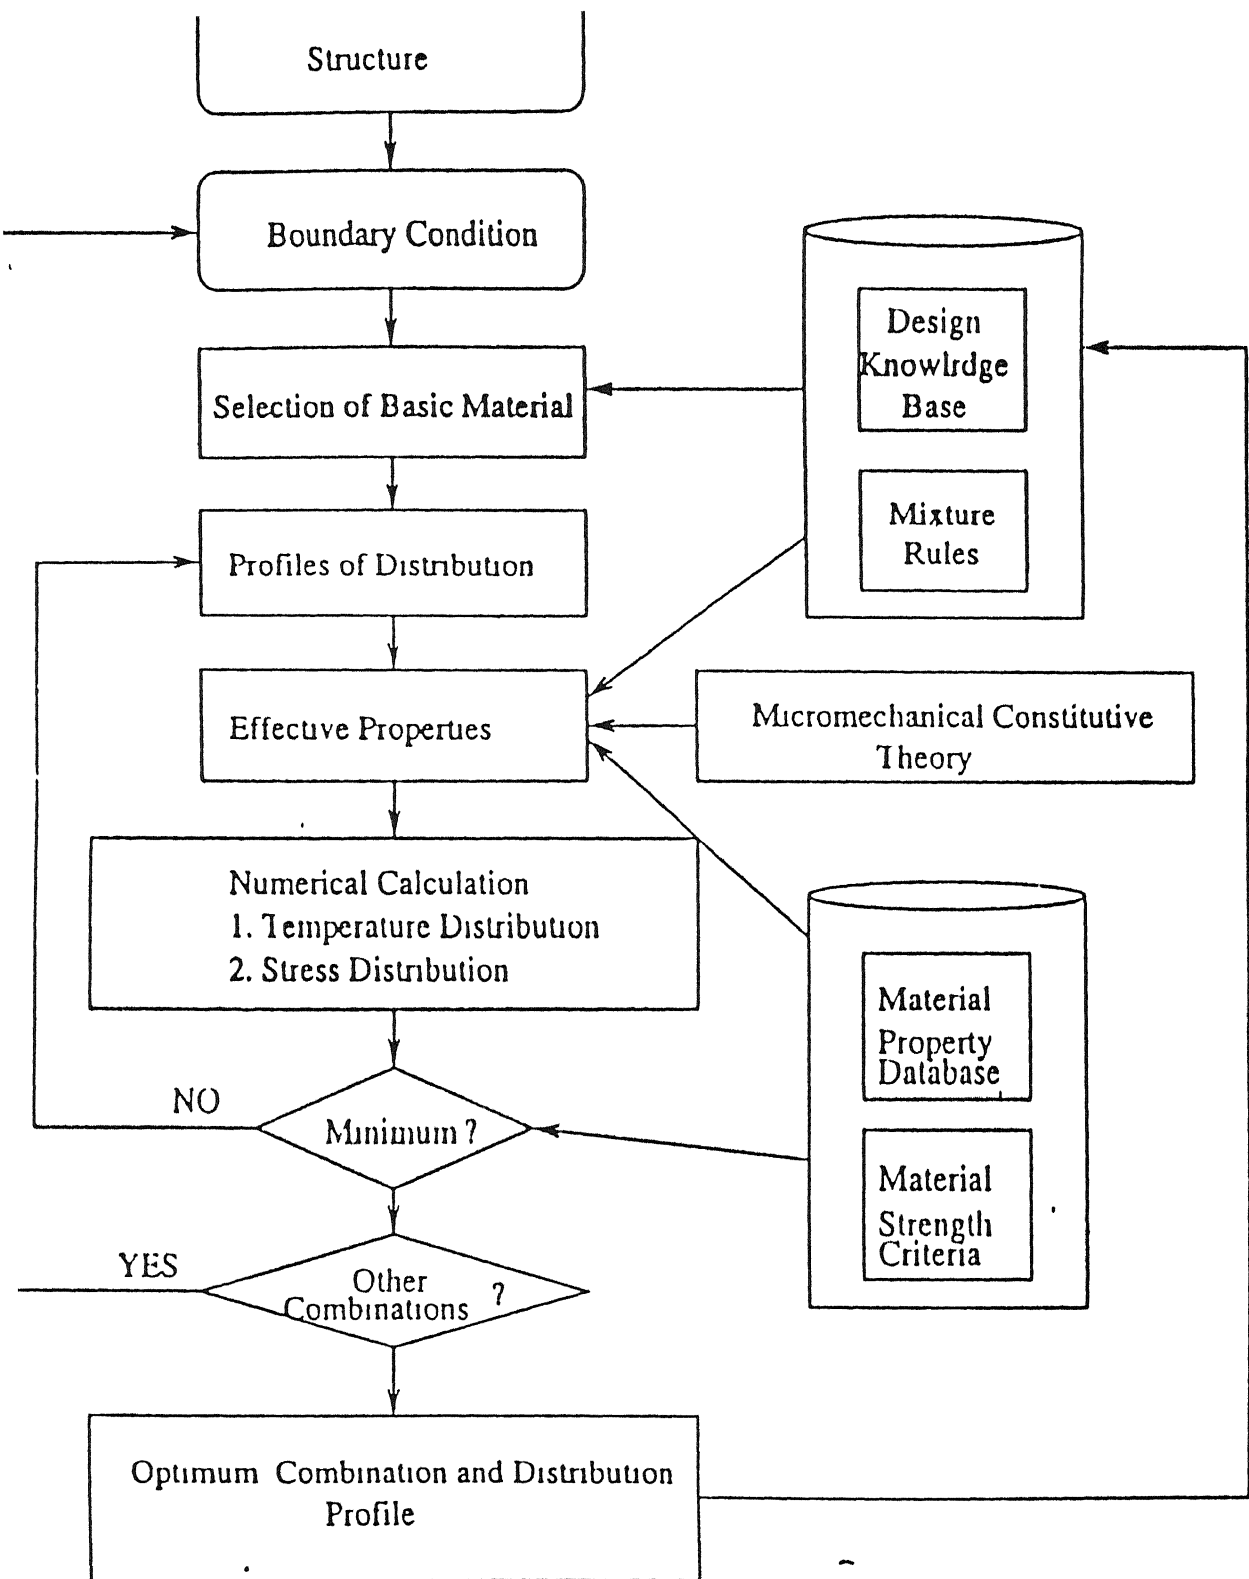 Structure
Boundary Condition
Selection of Basic Material
Profiles of Distribution
Effective Properties
Numerical Calculation
1. Temperature Distribution
2. Stress Distribution
NO
Minimum ?
YES
Other
Combinations ?
Optimum Combination and Distribution
Profile
Design
Knowlrdge
Base
Mixture
Rules
Micromechanical Constitutive
Theory
Material
Property
Database
Material
Strength
Criteria